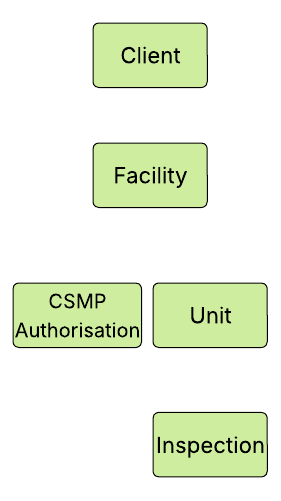 Client
Facility
CSMP
Authorisation
Unit
Inspection